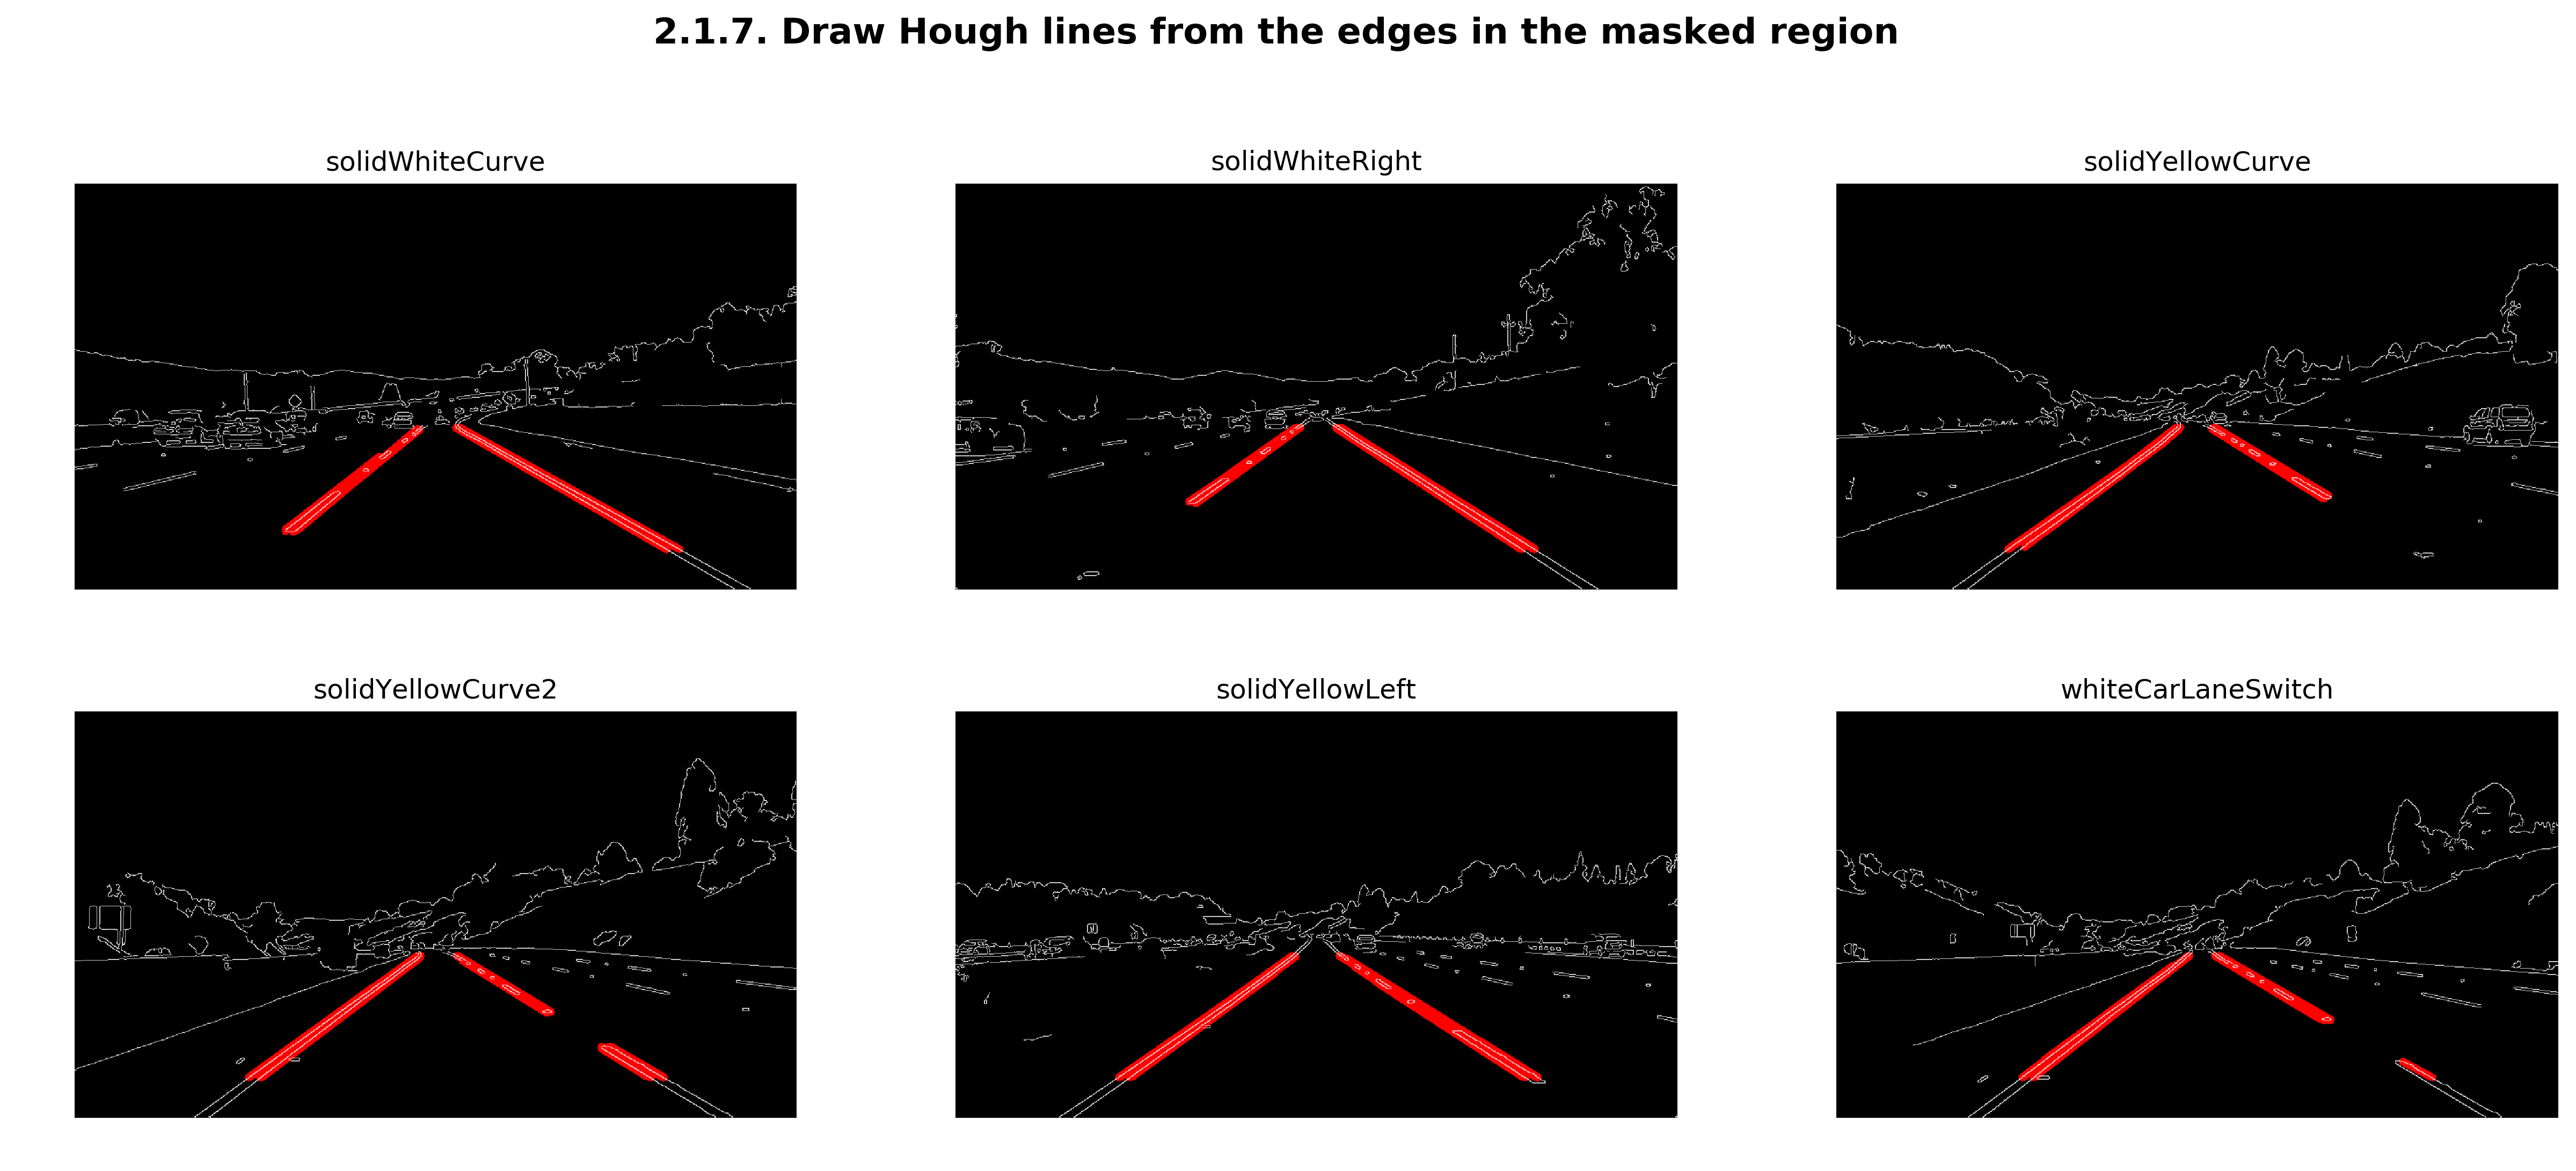 2.1.7. Draw Hough lines from the edges in the masked region
solidWhiteCurve
solidWhiteRight
solidYellowCurve
solidYellowCurve2
solidYellowLeft
whiteCarLaneSwitch